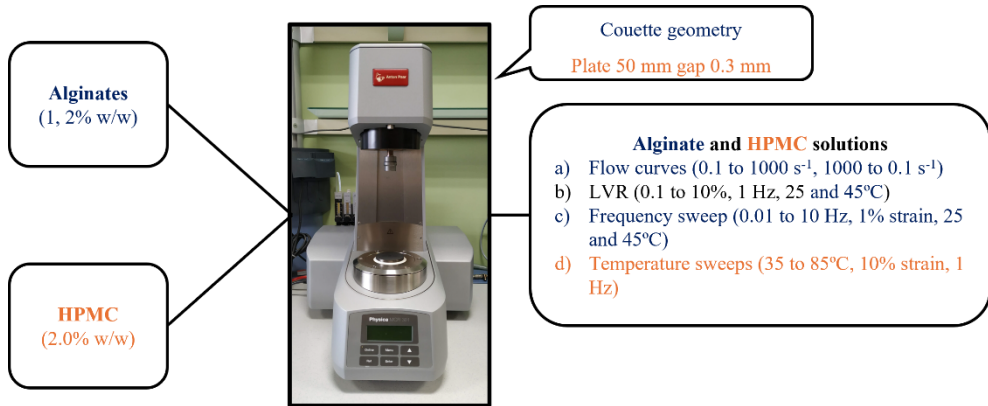 Alginates
(1, 2% w/w)
HPMC
(2.0% w/w)
Anton Paar
Physica
Couette geometry
Plate 50 mm gap 0.3 mm
Alginate and HPMC solutions
a) Flow curves (0.1 to 1000 s⁻¹, 1000 to 0.1 s⁻¹)
b) LVR (0.1 to 10%, 1 Hz, 25 and 45ºC)
c) Frequency sweep (0.01 to 10 Hz, 1% strain, 25
and 45ºC)
d) Temperature sweeps (35 to 85ºC, 10% strain, 1
Hz)